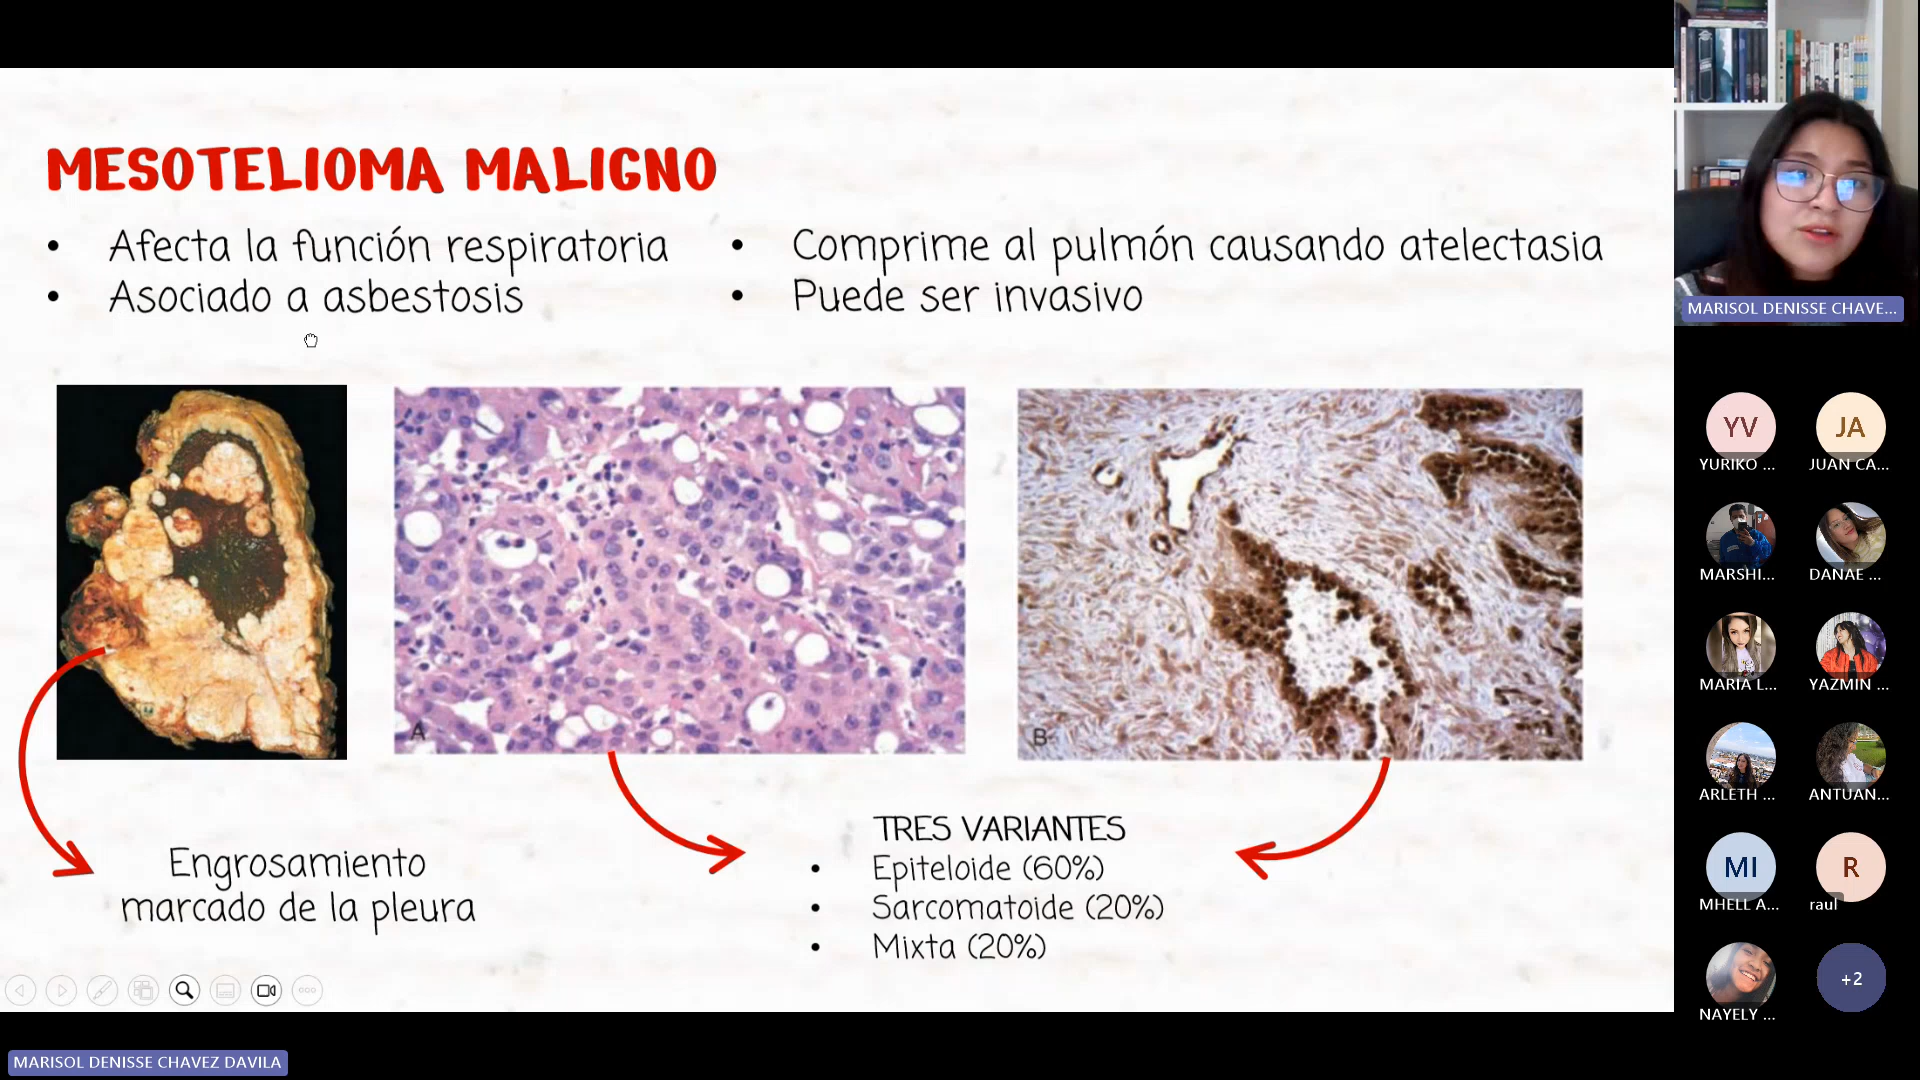 MESOTELIOMA MALIGNO
• Afecta la función respiratoria
• Asociado a asbestosis
• Comprime al pulmón causando atelectasia
• Puede ser invasivo
A
B
Engrosamiento
marcado de la pleura
TRES VARIANTES
• Epiteloide (60%)
• Sarcomatoide (20%)
• Mixta (20%)
MARISOL DENISSE CHAVEZ DAVILA
MARISOL DENISSE CHAVE...
YV
YURIKO ...
JA
JUAN CA...
MARSHI...
DANAE ...
MARIA L...
YAZMIN ...
ARLETH ...
ANTUAN...
MI
MHELL A...
R
raul
NAYELY ...
+2